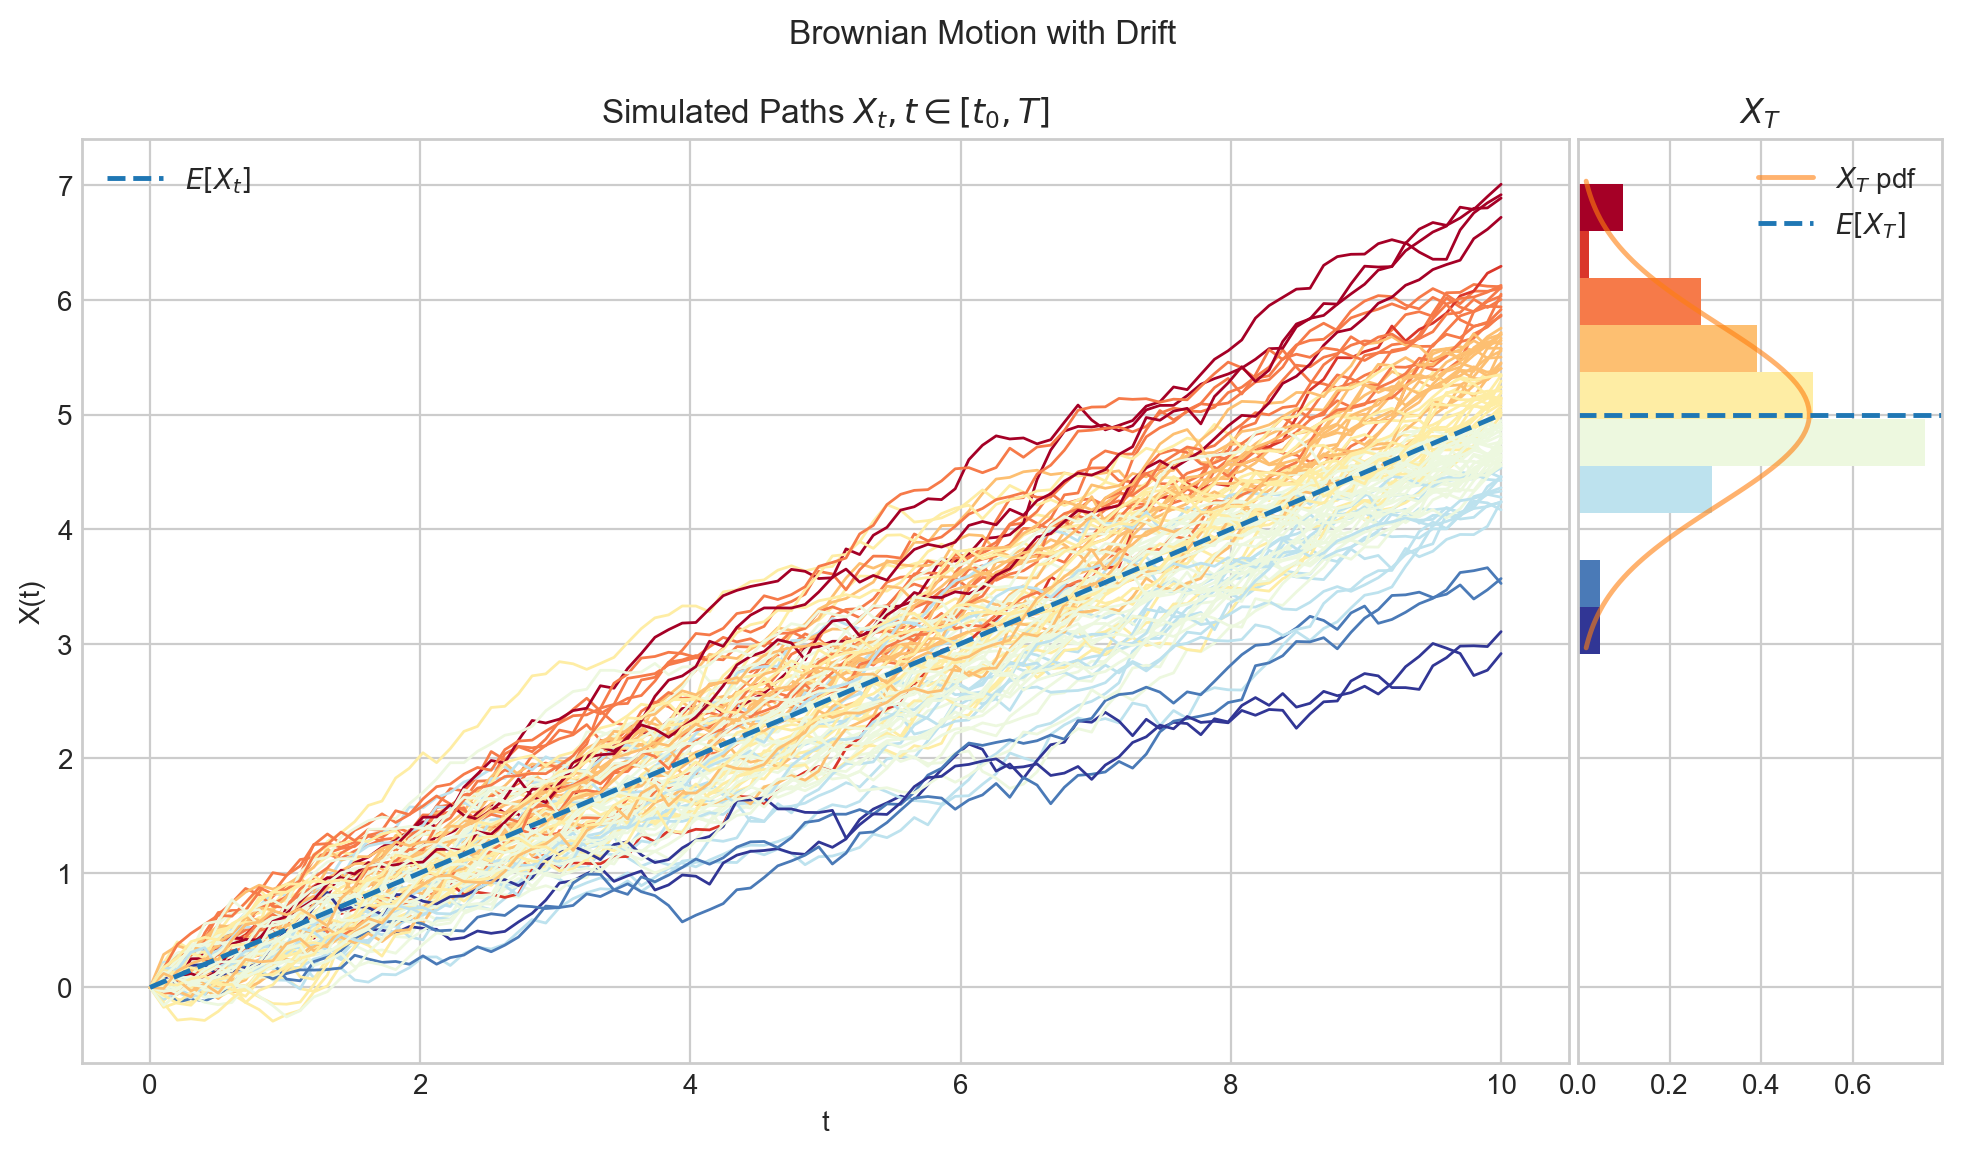 Brownian Motion with Drift
Simulated Paths $X_t, t \in [t_0, T]$
$E[X_t]$
7
6
5
4
3
2
1
0
X(t)
0 2 4 6 8 10
t
$X_T$
$X_T$ pdf
$E[X_T]$
0.0 0.2 0.4 0.6